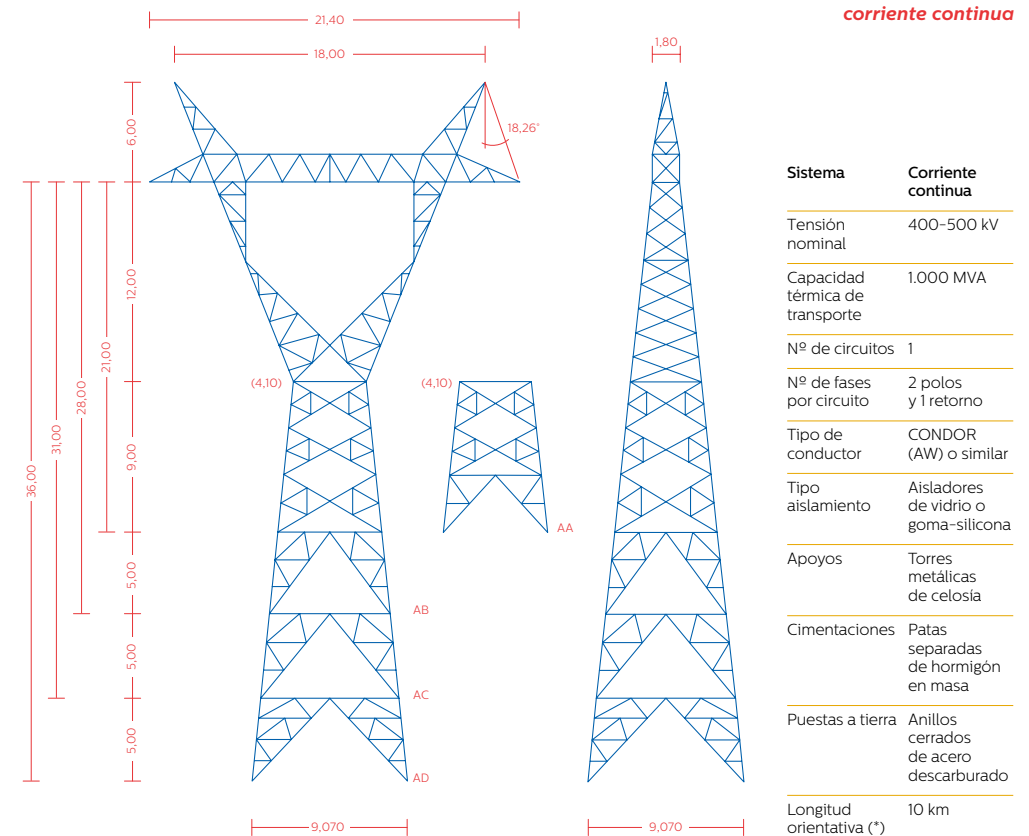 corriente continua
21,40
18,00
1,80
18,26°
6,00
12,00
9,00
5,00
5,00
5,00
21,00
28,00
31,00
36,00
(4,10)
(4,10)
AA
AB
AC
AD
9,070
9,070
Sistema
Corriente
continua
Tensión
nominal
400-500 kV
Capacidad
térmica de
transporte
1.000 MVA
Nº de circuitos
1
Nº de fases
por circuito
2 polos
y 1 retorno
Tipo de
conductor
CONDOR
(AW) o similar
Tipo
aislamiento
Aisladores
de vidrio o
goma-silicona
Apoyos
Torres
metálicas
de celosía
Cimentaciones
Patas
separadas
de hormigón
en masa
Puestas a tierra
Anillos
cerrados
de acero
descarburado
Longitud
orientativa (*)
10 km